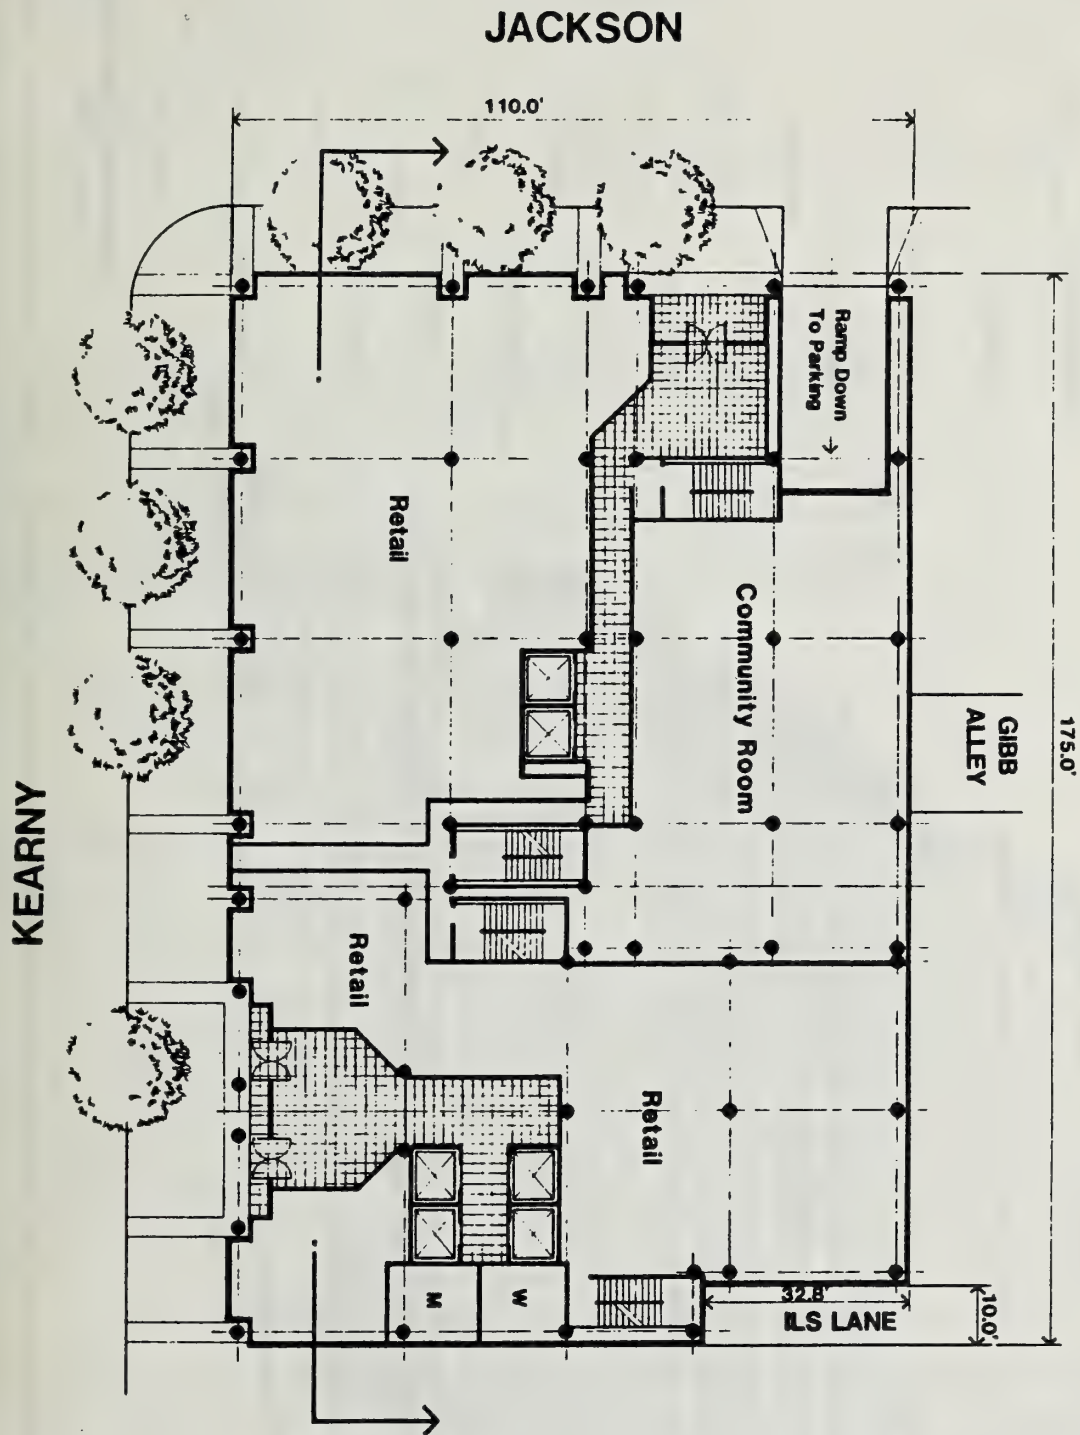 JACKSON
110.0'
Ramp Down
To Parking
Retail
Community Room
GIBB
ALLEY
175.0'
KEARNY
Retail
Retail
M
W
32.8'
ILS LANE
10.0'